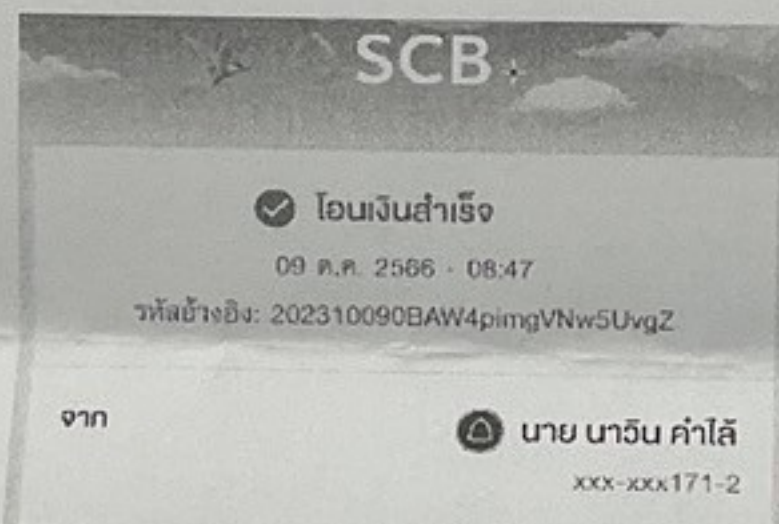 SCB
โอนเงินสำเร็จ
09 ต.ค. 2566 - 08:47
รหัสอ้างอิง: 202310090BAW4pimgVNw5UvgZ
จาก
นาย นาวิน คำไล้
xxx-xxx171-2